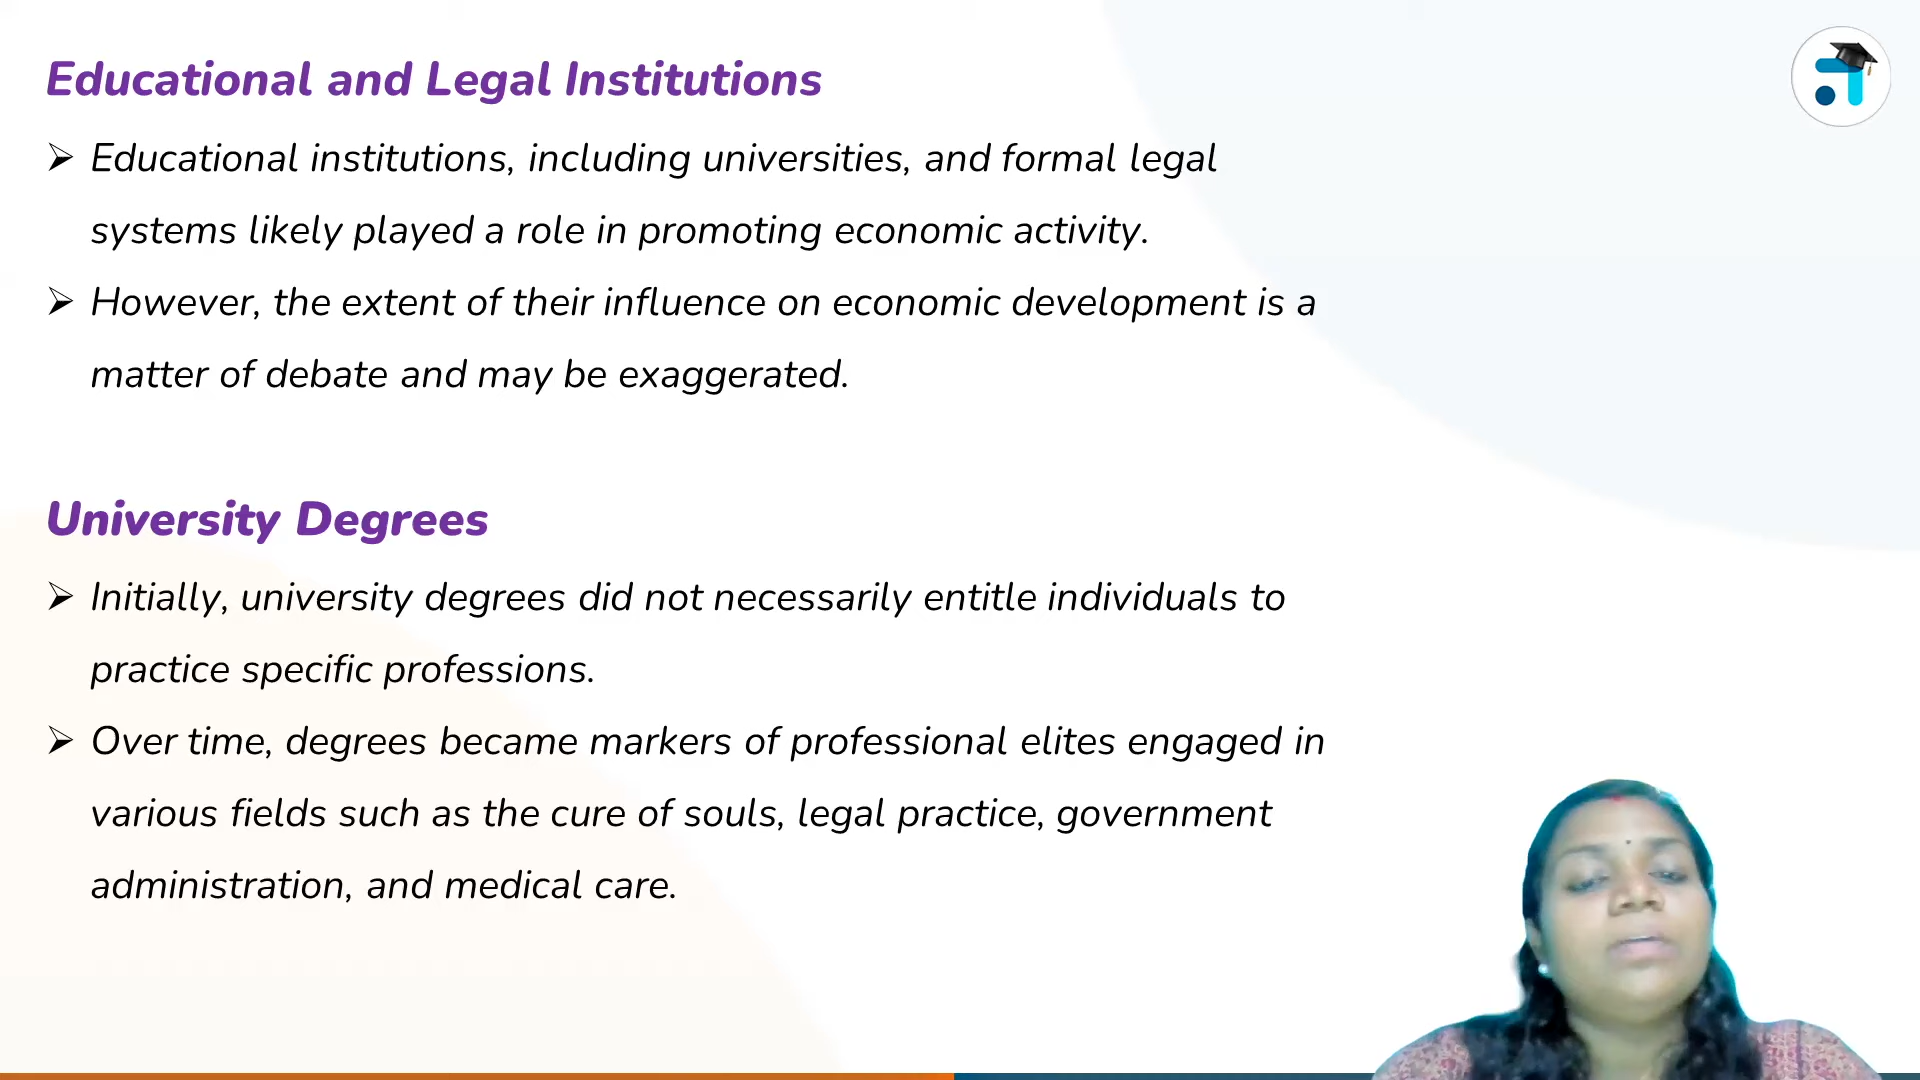 Educational and Legal Institutions
➢ Educational institutions, including universities, and formal legal
systems likely played a role in promoting economic activity.
➢ However, the extent of their influence on economic development is a
matter of debate and may be exaggerated.
University Degrees
➢ Initially, university degrees did not necessarily entitle individuals to
practice specific professions.
➢ Over time, degrees became markers of professional elites engaged in
various fields such as the cure of souls, legal practice, government
administration, and medical care.